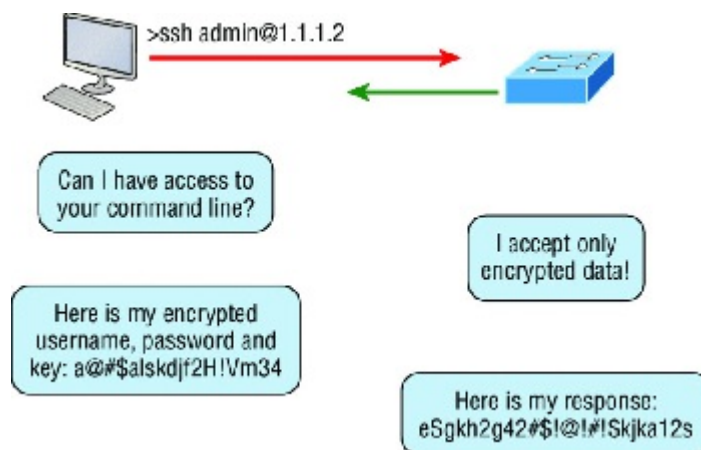 >ssh admin@1.1.1.2
Can I have access to
your command line?
I accept only
encrypted data!
Here is my encrypted
username, password and
key: a@#$alskdjf2H!Vm34
Here is my response:
eSgkh2g42#$!@!#!Skjka12s